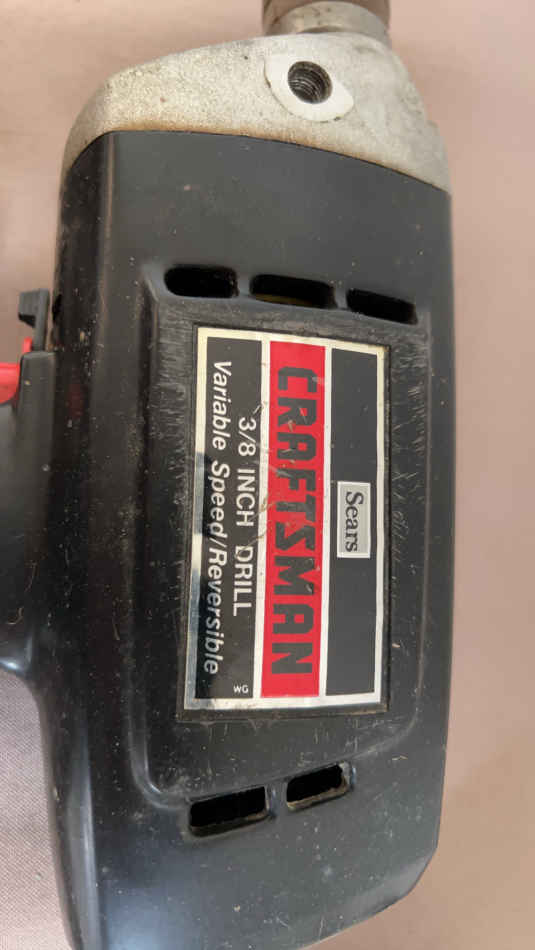 Sears
CRAFTSMAN
3/8 INCH DRILL
Variable Speed/Reversible
WG